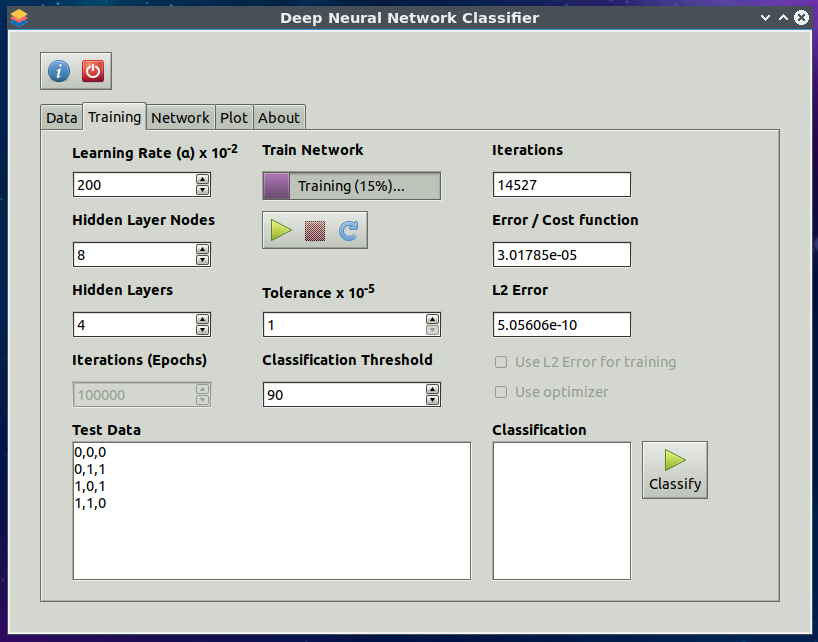 Deep Neural Network Classifier
Data Training Network Plot About
Learning Rate (α) x 10-2
200
Train Network
Training (15%)...
Iterations
14527
Hidden Layer Nodes
8
Error / Cost function
3.01785e-05
Hidden Layers
4
Tolerance x 10-5
1
L2 Error
5.05606e-10
Iterations (Epochs)
100000
Classification Threshold
90
Use L2 Error for training
Use optimizer
Test Data
0,0,0
0,1,1
1,0,1
1,1,0
Classification
Classify